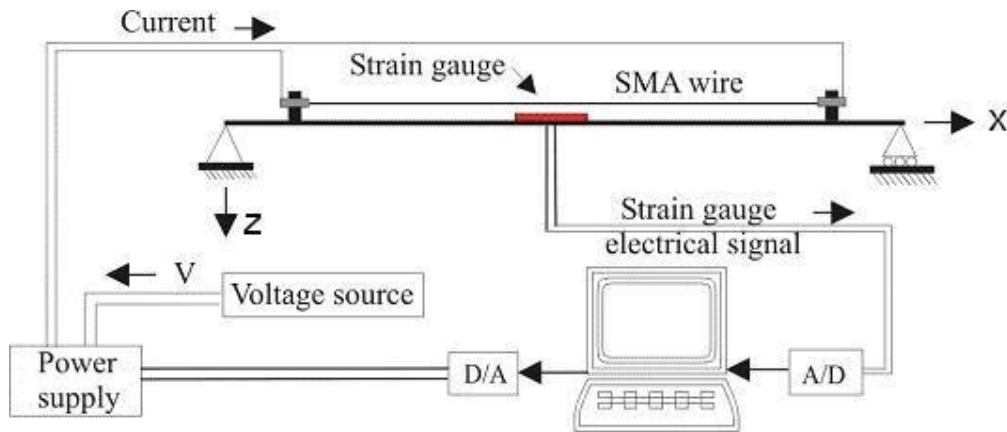 Current
Strain gauge
SMA wire
X
Z
Strain gauge
electrical signal
V
Voltage source
Power
supply
D/A
A/D